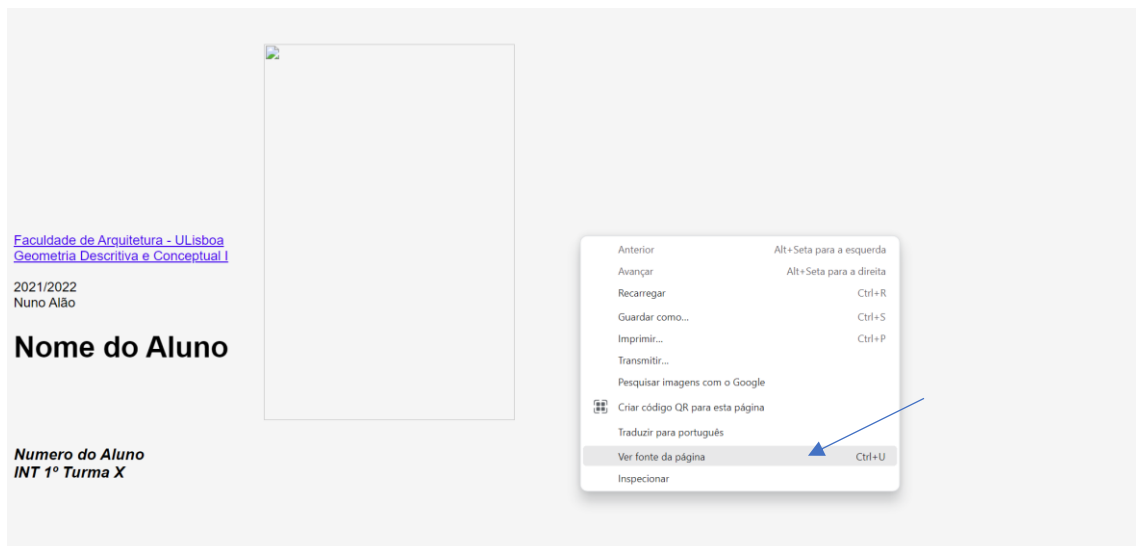 Faculdade de Arquitetura - ULisboa
Geometria Descritiva e Conceptual I
2021/2022
Nuno Alão
Nome do Aluno
Numero do Aluno
INT 1º Turma X
Anterior Alt+Seta para a esquerda
Avançar Alt+Seta para a direita
Recarregar Ctrl+R
Guardar como... Ctrl+S
Imprimir... Ctrl+P
Transmitir...
Pesquisar imagens com o Google
Criar código QR para esta página
Traduzir para português
Ver fonte da página Ctrl+U
Inspecionar